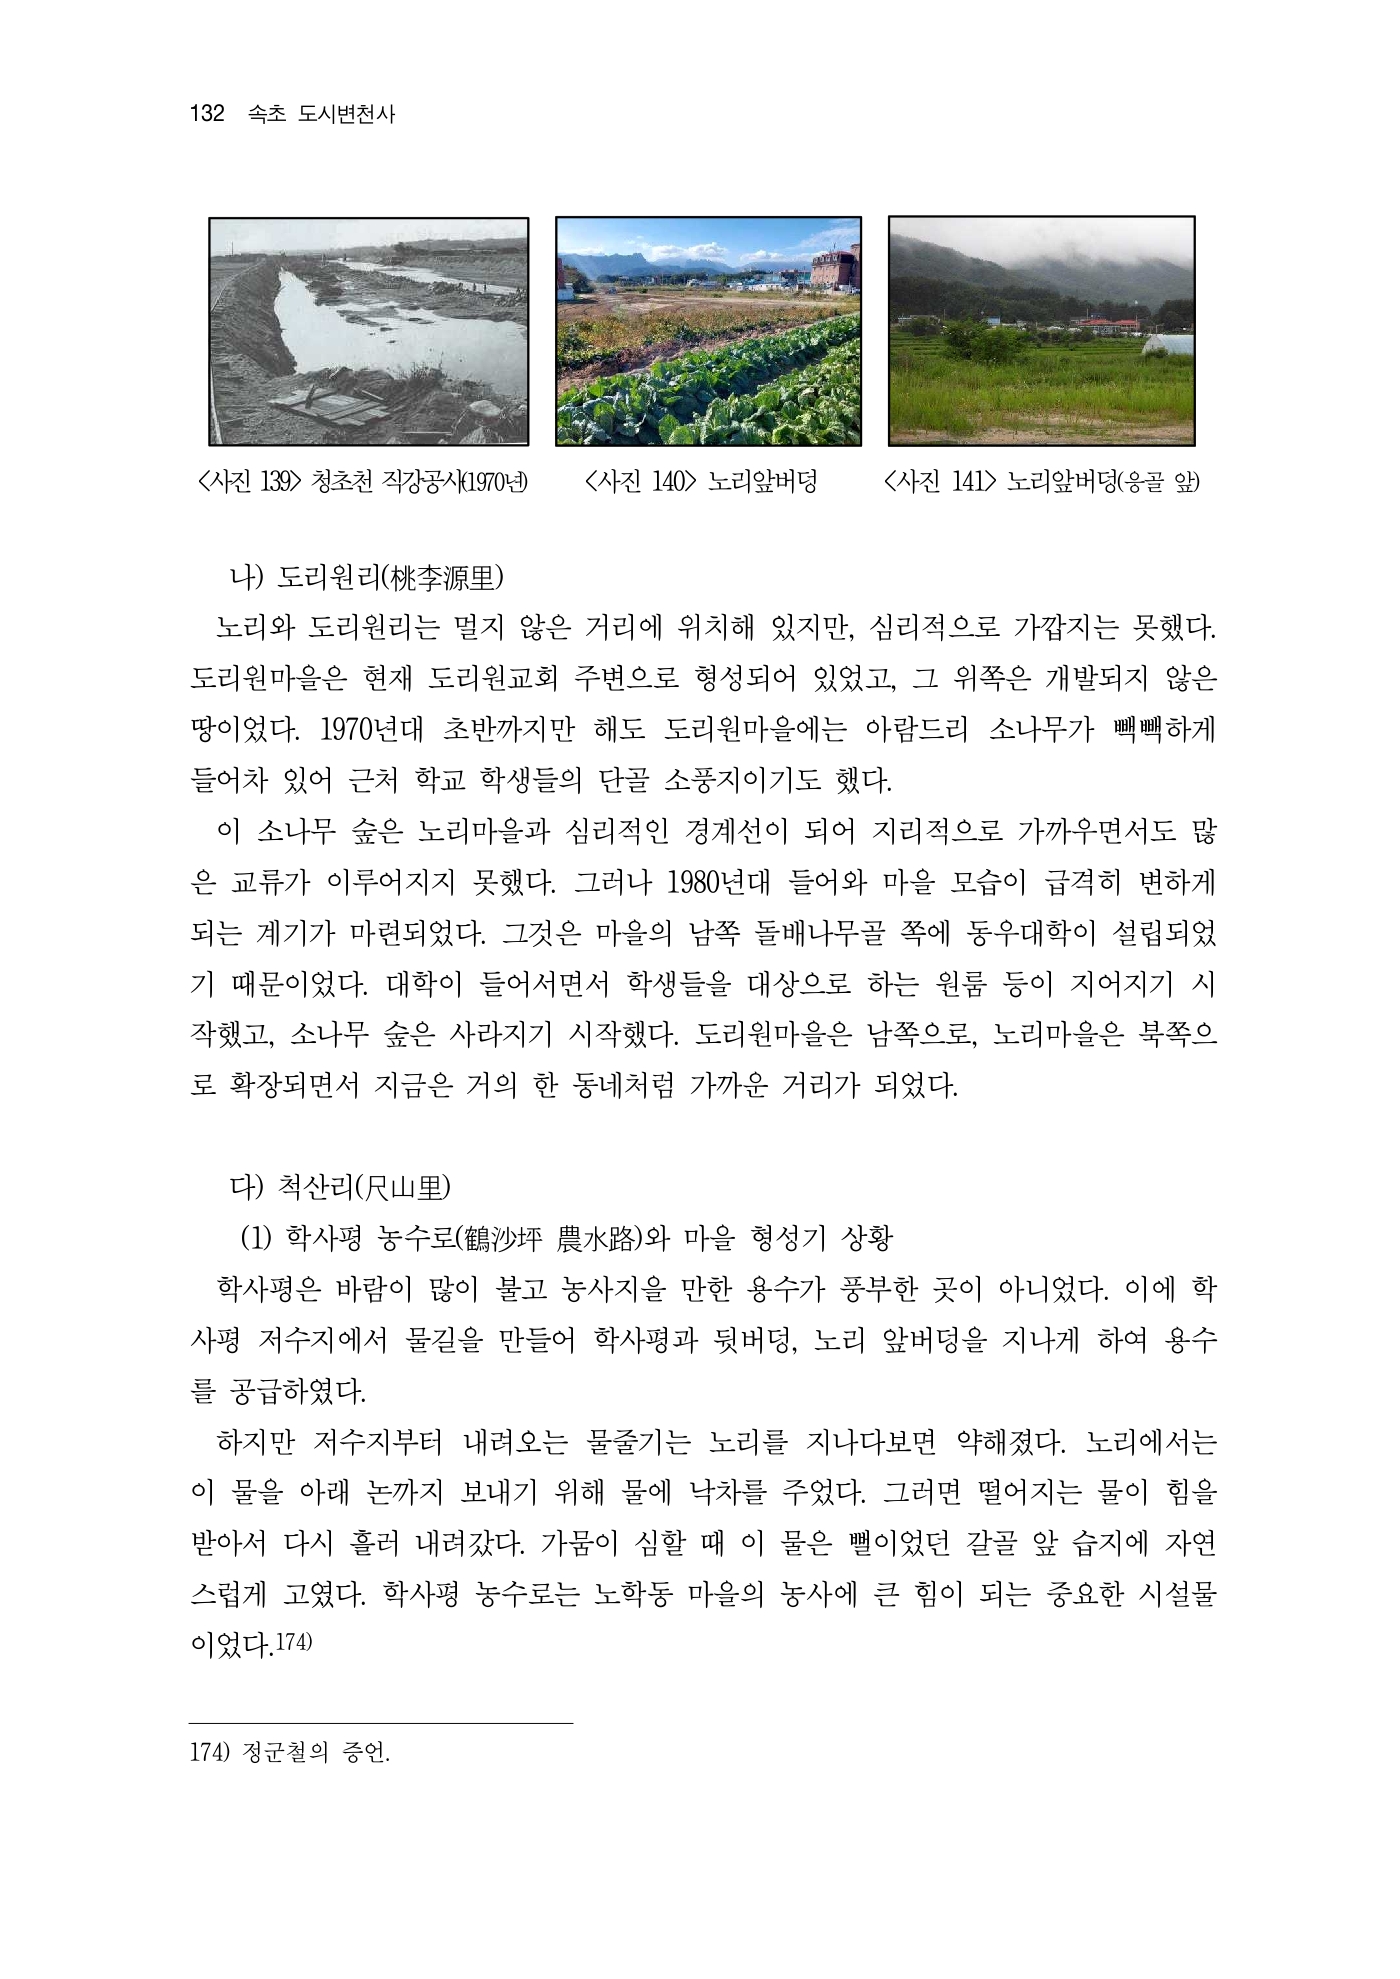 132 속초 도시변천사
<사진 139> 청초천 직강공사(1970년)
<사진 140> 노리앞버덩
<사진 141> 노리앞버덩(응골 앞)
나) 도리원리(桃李源里)
노리와 도리원리는 멀지 않은 거리에 위치해 있지만, 심리적으로 가깝지는 못했다.
도리원마을은 현재 도리원교회 주변으로 형성되어 있었고, 그 위쪽은 개발되지 않은
땅이었다. 1970년대 초반까지만 해도 도리원마을에는 아람드리 소나무가 빽빽하게
들어차 있어 근처 학교 학생들의 단골 소풍지이기도 했다.
이 소나무 숲은 노리마을과 심리적인 경계선이 되어 지리적으로 가까우면서도 많
은 교류가 이루어지지 못했다. 그러나 1980년대 들어와 마을 모습이 급격히 변하게
되는 계기가 마련되었다. 그것은 마을의 남쪽 돌배나무골 쪽에 동우대학이 설립되었
기 때문이었다. 대학이 들어서면서 학생들을 대상으로 하는 원룸 등이 지어지기 시
작했고, 소나무 숲은 사라지기 시작했다. 도리원마을은 남쪽으로, 노리마을은 북쪽으
로 확장되면서 지금은 거의 한 동네처럼 가까운 거리가 되었다.
다) 척산리(尺山里)
(1) 학사평 농수로(鶴沙坪 農水路)와 마을 형성기 상황
학사평은 바람이 많이 불고 농사지을 만한 용수가 풍부한 곳이 아니었다. 이에 학
사평 저수지에서 물길을 만들어 학사평과 뒷버덩, 노리 앞버덩을 지나게 하여 용수
를 공급하였다.
하지만 저수지부터 내려오는 물줄기는 노리를 지나다보면 약해졌다. 노리에서는
이 물을 아래 논까지 보내기 위해 물에 낙차를 주었다. 그러면 떨어지는 물이 힘을
받아서 다시 흘러 내려갔다. 가뭄이 심할 때 이 물은 뻘이었던 갈골 앞 습지에 자연
스럽게 고였다. 학사평 농수로는 노학동 마을의 농사에 큰 힘이 되는 중요한 시설물
이었다.174)
174) 정군철의 증언.